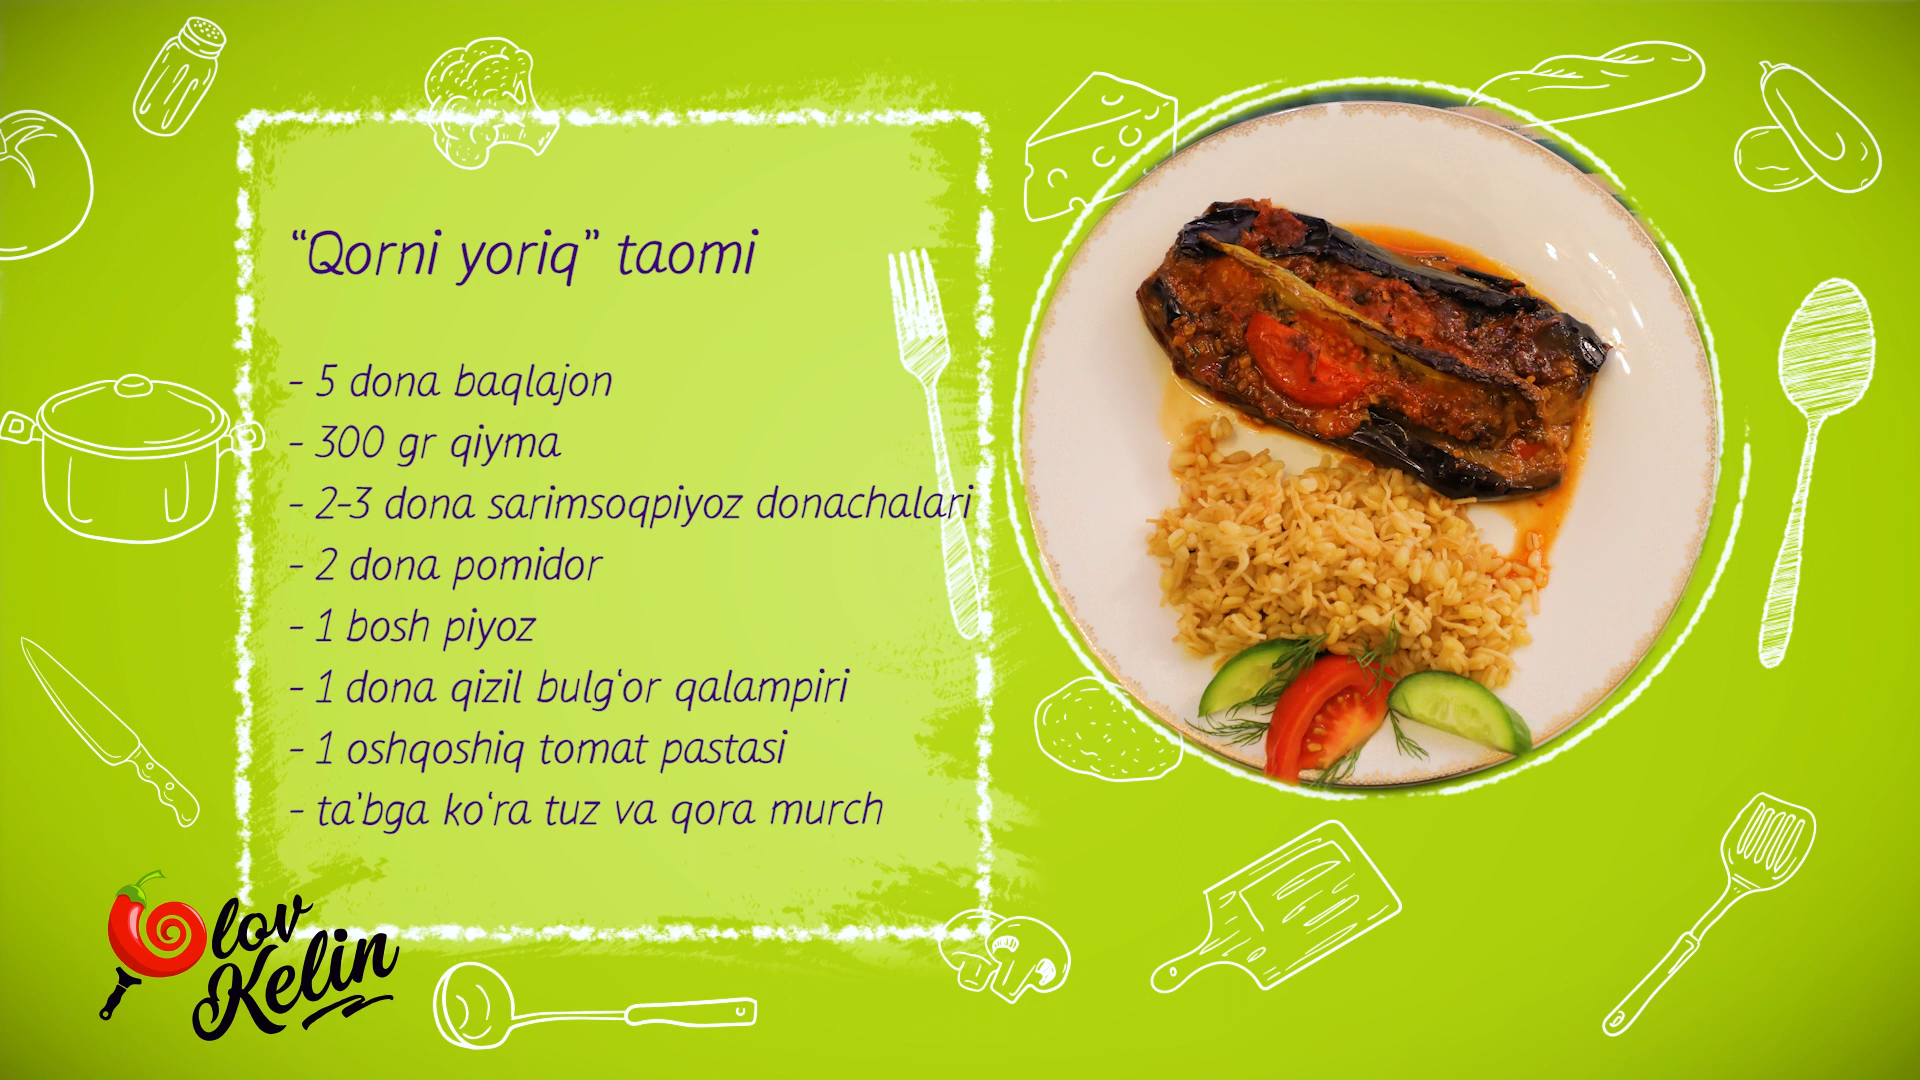 “Qorni yoriq” taomi
- 5 dona baqlajon
- 300 gr qiyma
- 2-3 dona sarimsoqpiyoz donachalari
- 2 dona pomidor
- 1 bosh piyoz
- 1 dona qizil bulg‘or qalampiri
- 1 oshqoshiq tomat pastasi
- ta’bga ko‘ra tuz va qora murch
Olov
Kelin